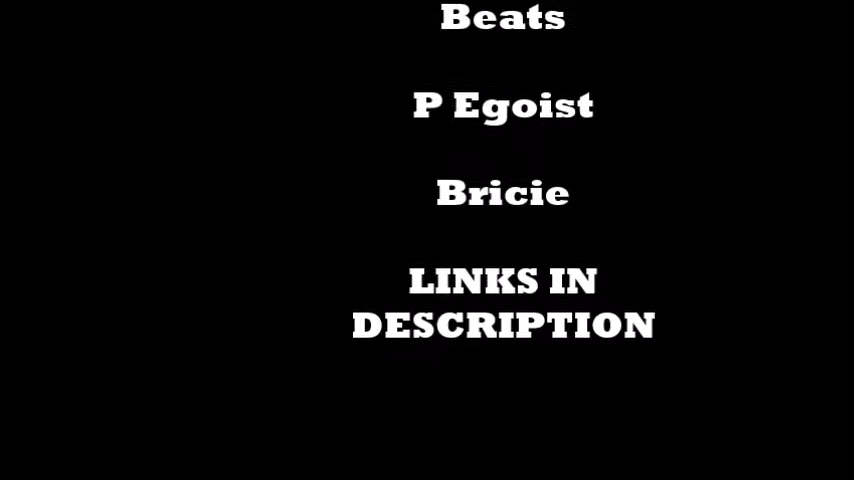 Beats
P Egoist
Bricie
LINKS IN
DESCRIPTION